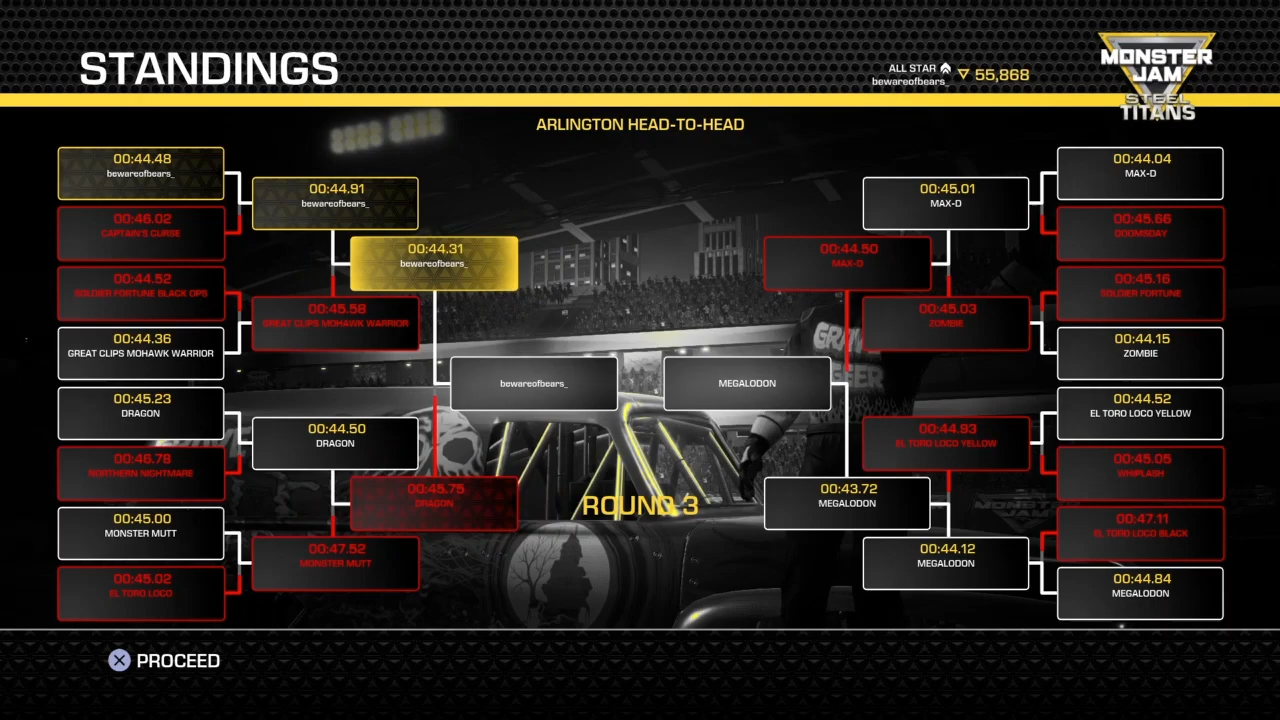 STANDINGS
ALL STAR
bewareofbears_
55,868
MONSTER
JAM
STEEL
TITANS
ARLINGTON HEAD-TO-HEAD
00:44.48
bewareofbears_
00:46.02
CAPTAIN'S CURSE
00:44.52
SOLDIER FORTUNE BLACK OPS
00:44.36
GREAT CLIPS MOHAWK WARRIOR
00:45.23
DRAGON
00:46.78
NORTHERN NIGHTMARE
00:45.00
MONSTER MUTT
00:45.02
EL TORO LOCO
00:44.91
bewareofbears_
00:45.58
GREAT CLIPS MOHAWK WARRIOR
00:44.50
DRAGON
00:47.52
MONSTER MUTT
00:44.31
bewareofbears_
00:45.75
DRAGON
bewareofbears_
MEGALODON
ROUND 3
00:44.50
MAX-D
00:43.72
MEGALODON
00:45.01
MAX-D
00:45.03
ZOMBIE
00:44.93
EL TORO LOCO YELLOW
00:44.12
MEGALODON
00:44.04
MAX-D
00:45.66
DOOMSDAY
00:45.16
SOLDIER FORTUNE
00:44.15
ZOMBIE
00:44.52
EL TORO LOCO YELLOW
00:45.05
WHIPLASH
00:47.11
EL TORO LOCO BLACK
00:44.84
MEGALODON
PROCEED